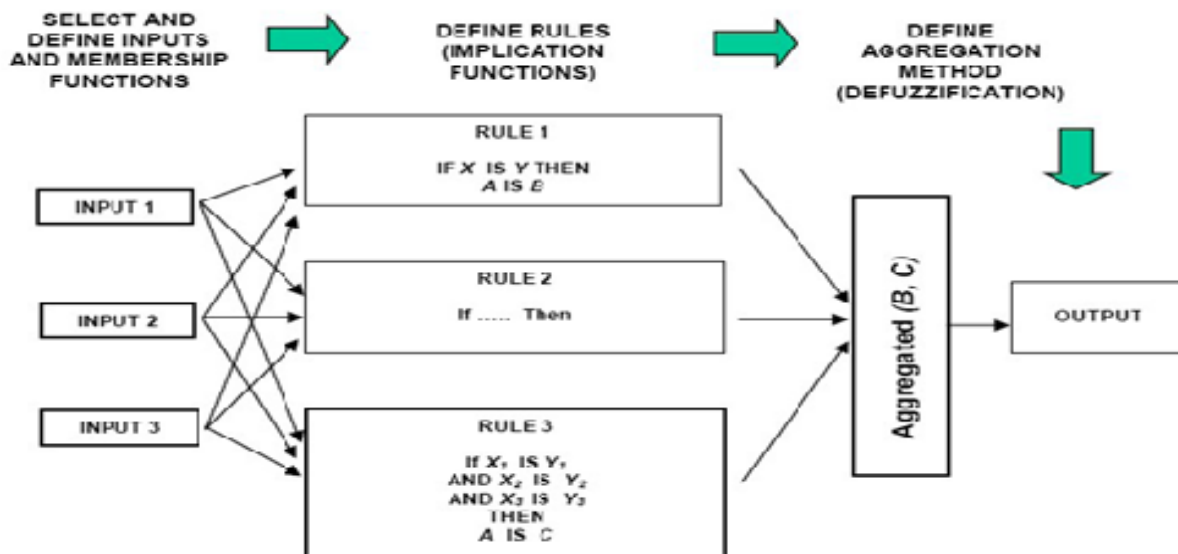 SELECT AND
DEFINE INPUTS
AND MEMBERSHIP
FUNCTIONS
DEFINE RULES
(IMPLICATION
FUNCTIONS)
DEFINE
AGGREGATION
METHOD
(DEFUZZIFICATION)
INPUT 1
INPUT 2
INPUT 3
RULE 1
IF X IS Y THEN
A IS B
RULE 2
If ..... Then
RULE 3
If X₁ IS Y₁
AND X₂ IS Y₂
AND X₃ IS Y₃
THEN
A IS C
Aggregated (B, C)
OUTPUT